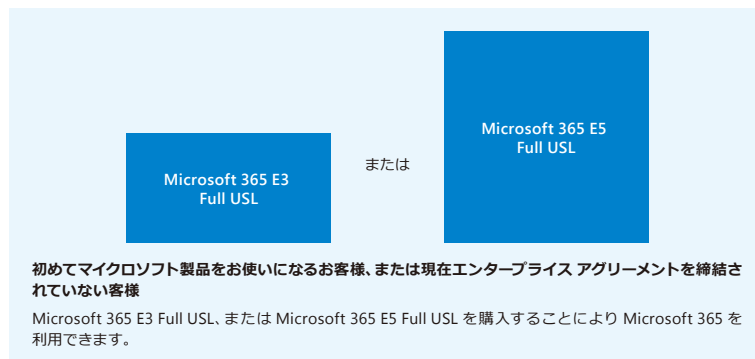 Microsoft 365 E3
Full USL
または
Microsoft 365 E5
Full USL
初めてマイクロソフト製品をお使いになるお客様、または現在エンタープライズ アグリーメントを締結さ
れていない客様
Microsoft 365 E3 Full USL、または Microsoft 365 E5 Full USL を購入することにより Microsoft 365 を
利用できます。